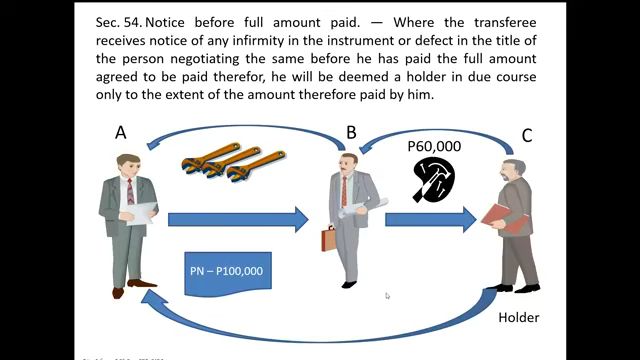 Sec. 54. Notice before full amount paid. — Where the transferee
receives notice of any infirmity in the instrument or defect in the title of
the person negotiating the same before he has paid the full amount
agreed to be paid therefor, he will be deemed a holder in due course
only to the extent of the amount therefore paid by him.
A
B
C
P60,000
PN – P100,000
Holder